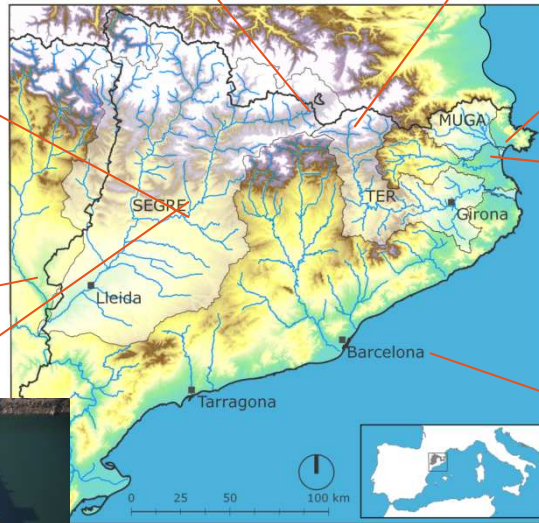 MUGA
TER
SEGRE
Girona
Lleida
Barcelona
Tarragona
0 25 50 100 km